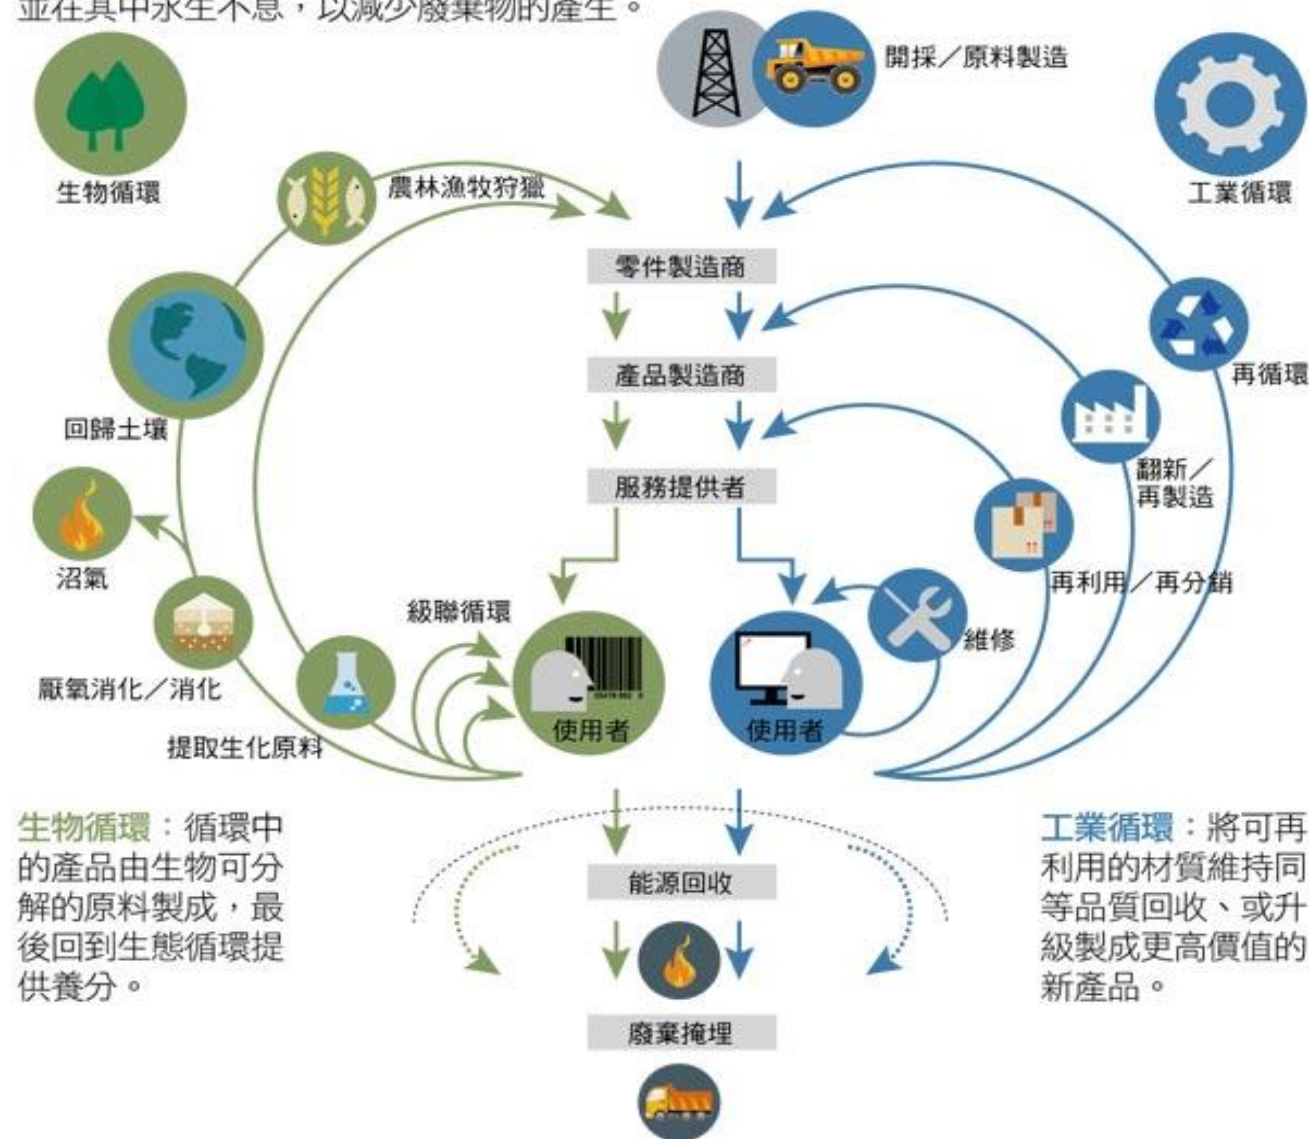 並在其中永生不息，以減少廢棄物的產生。
開採／原料製造
生物循環
工業循環
農林漁牧狩獵
零件製造商
產品製造商
再循環
回歸土壤
翻新／
再製造
服務提供者
沼氣
再利用／再分銷
級聯循環
維修
厭氧消化／消化
使用者
使用者
提取生化原料
生物循環：循環中
的產品由生物可分
解的原料製成，最
後回到生態循環提
供養分。
工業循環：將可再
利用的材質維持同
等品質回收、或升
級製成更高價值的
新產品。
能源回收
廢棄掩埋